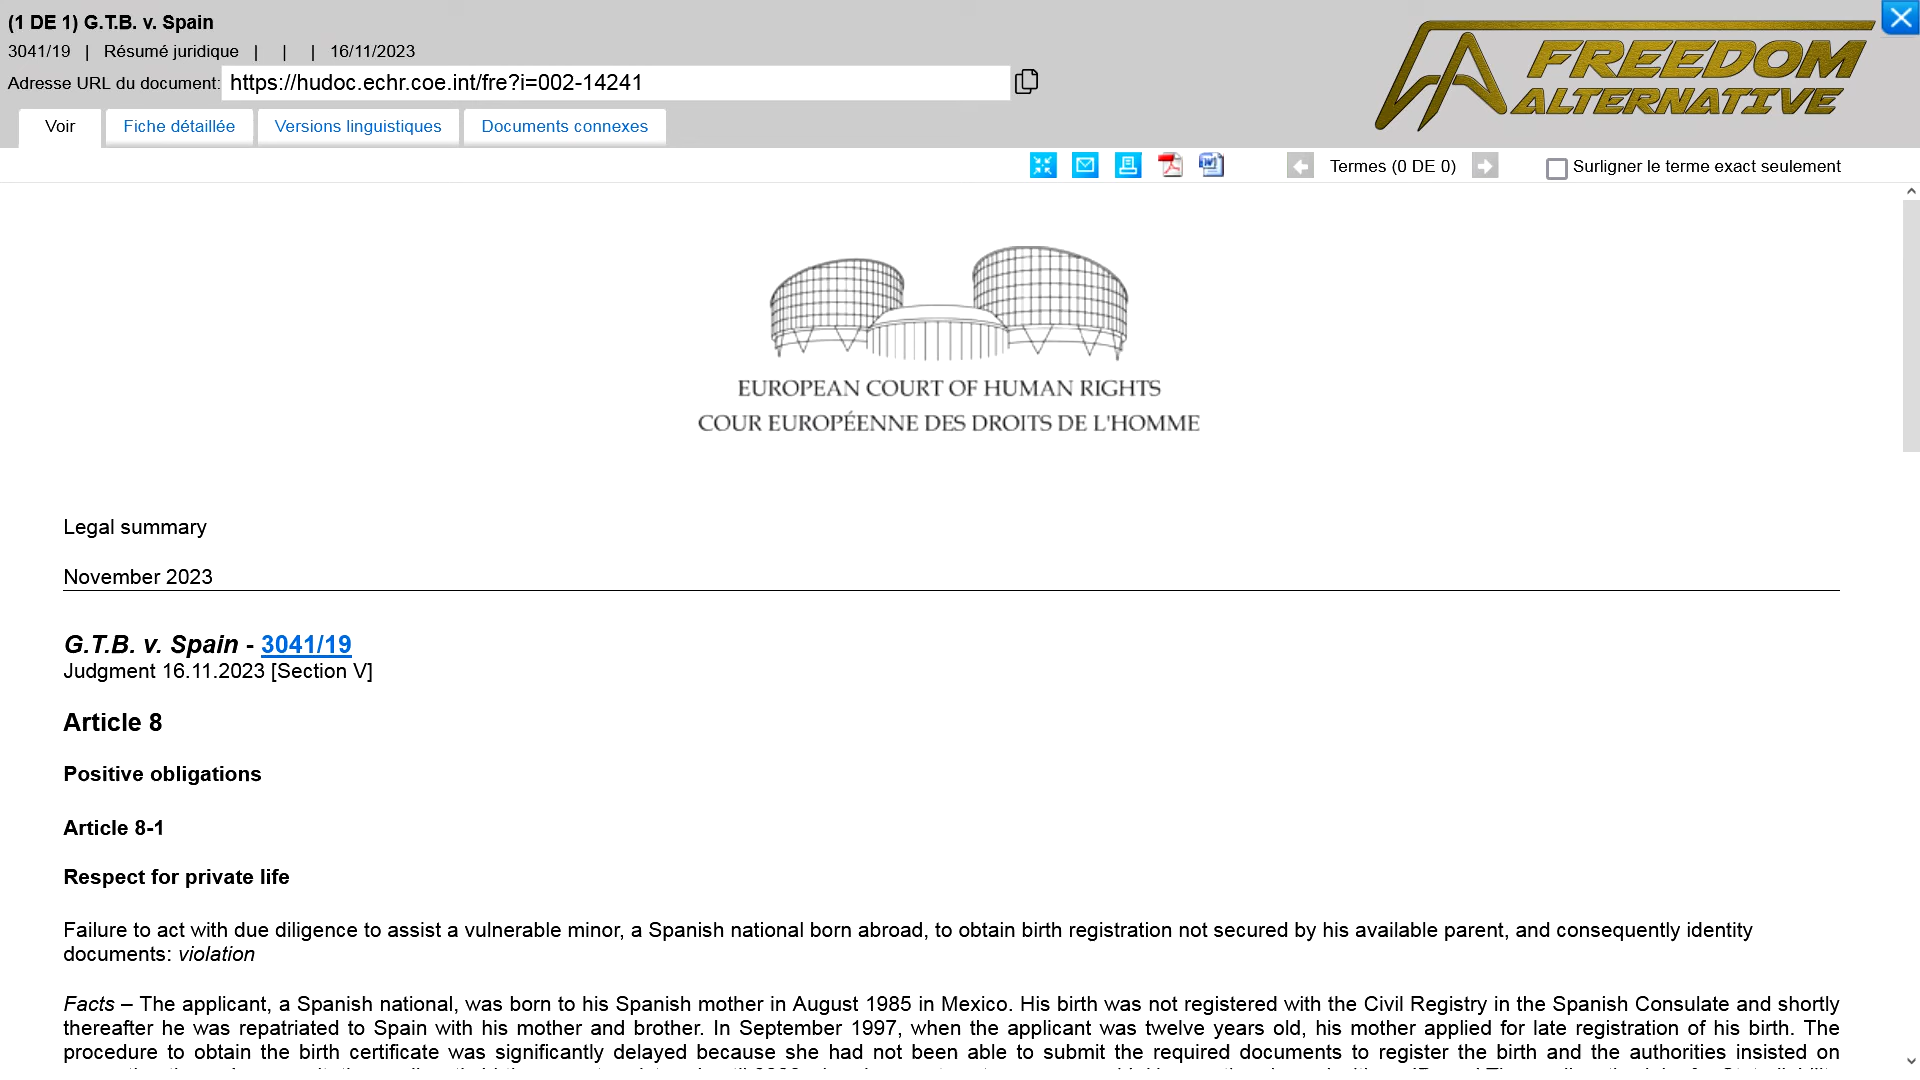 (1 DE 1) G.T.B. v. Spain
3041/19 | Résumé juridique | | | 16/11/2023
Adresse URL du document: https://hudoc.echr.coe.int/fre?i=002-14241
FREEDOM
ALTERNATIVE
Voir Fiche détaillée Versions linguistiques Documents connexes
Termes (0 DE 0) Surligner le terme exact seulement
EUROPEAN COURT OF HUMAN RIGHTS
COUR EUROPÉENNE DES DROITS DE L'HOMME
Legal summary
November 2023
G.T.B. v. Spain - 3041/19
Judgment 16.11.2023 [Section V]
Article 8
Positive obligations
Article 8-1
Respect for private life
Failure to act with due diligence to assist a vulnerable minor, a Spanish national born abroad, to obtain birth registration not secured by his available parent, and consequently identity
documents: violation
Facts – The applicant, a Spanish national, was born to his Spanish mother in August 1985 in Mexico. His birth was not registered with the Civil Registry in the Spanish Consulate and shortly
thereafter he was repatriated to Spain with his mother and brother. In September 1997, when the applicant was twelve years old, his mother applied for late registration of his birth. The
procedure to obtain the birth certificate was significantly delayed because she had not been able to submit the required documents to register the birth and the authorities insisted on